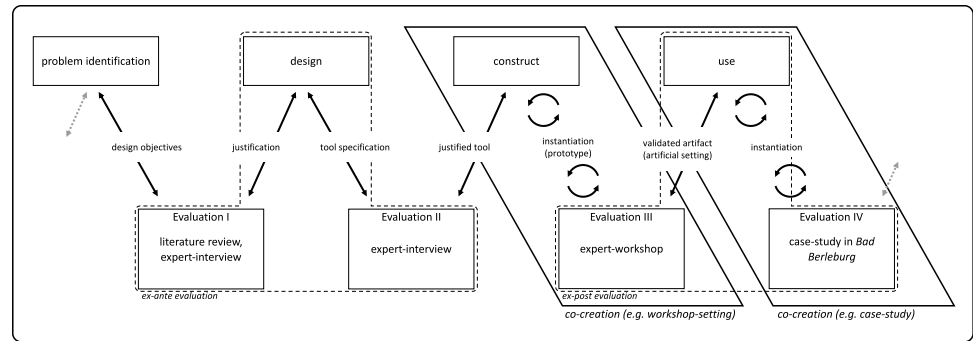 problem identification
design
construct
use
design objectives
justification
tool specification
justified tool
instantiation
(prototype)
validated artifact
(artificial setting)
instantiation
Evaluation I
literature review,
expert-interview
Evaluation II
expert-interview
Evaluation III
expert-workshop
Evaluation IV
case-study in Bad
Berleburg
ex-ante evaluation
ex-post evaluation
co-creation (e.g. workshop-setting)
co-creation (e.g. case-study)